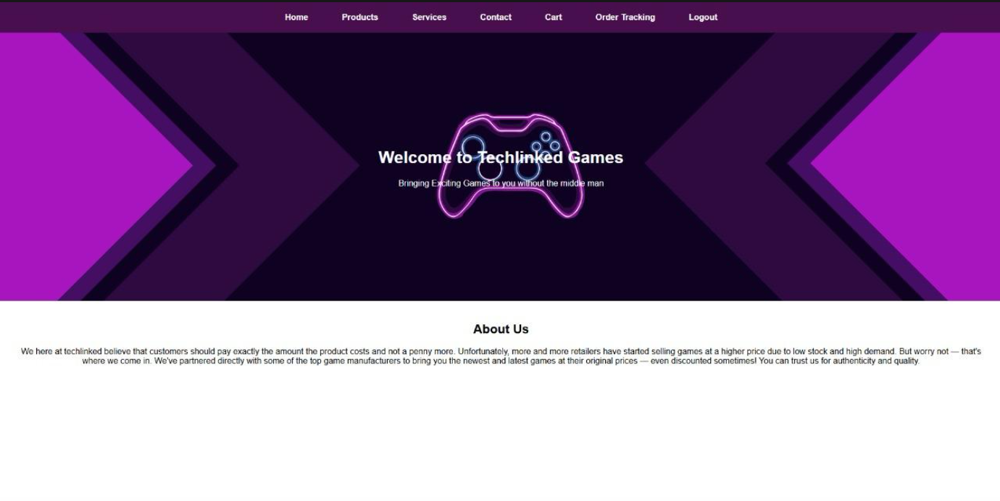 Home Products Services Contact Cart Order Tracking Logout
Welcome to Techlinked Games
Bringing Exciting Games to you without the middle man
About Us
We here at techlinked believe that customers should pay exactly the amount the product costs and not a penny more. Unfortunately, more and more retailers have started selling games at a higher price due to low stock and high demand. But worry not — that's
where we come in. We've partnered directly with some of the top game manufacturers to bring you the newest and latest games at their original prices — even discounted sometimes! You can trust us for authenticity and quality.